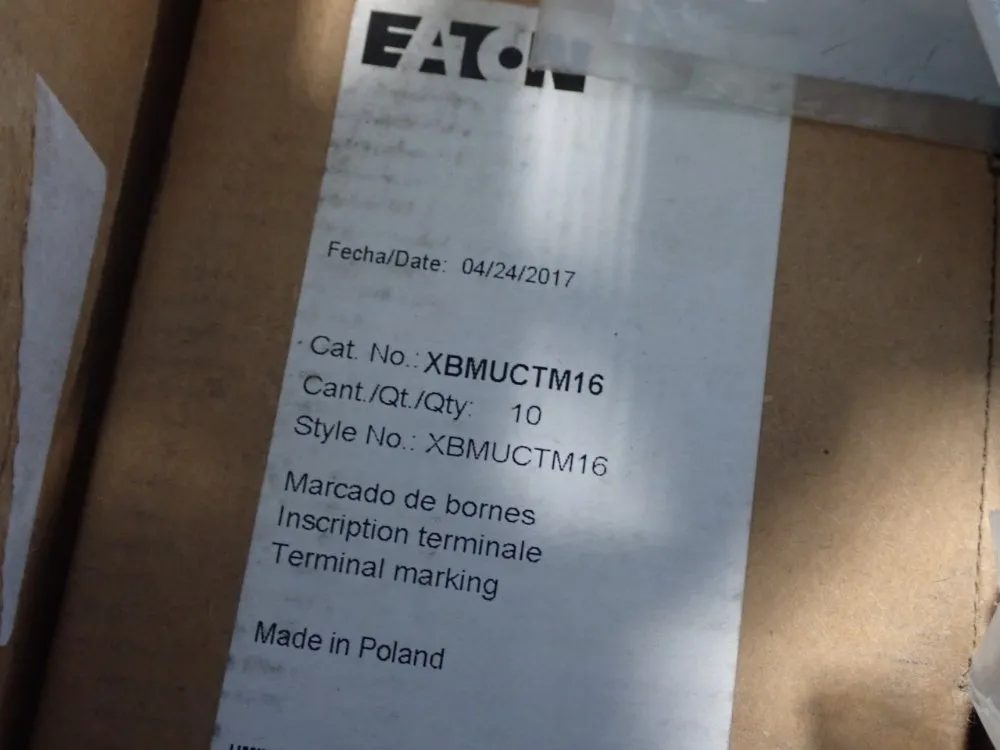 EATON
Fecha/Date: 04/24/2017
Cat. No.: XBMUCTM16
Cant./Qt./Qty: 10
Style No.: XBMUCTM16
Marcado de bornes
Inscription terminale
Terminal marking
Made in Poland